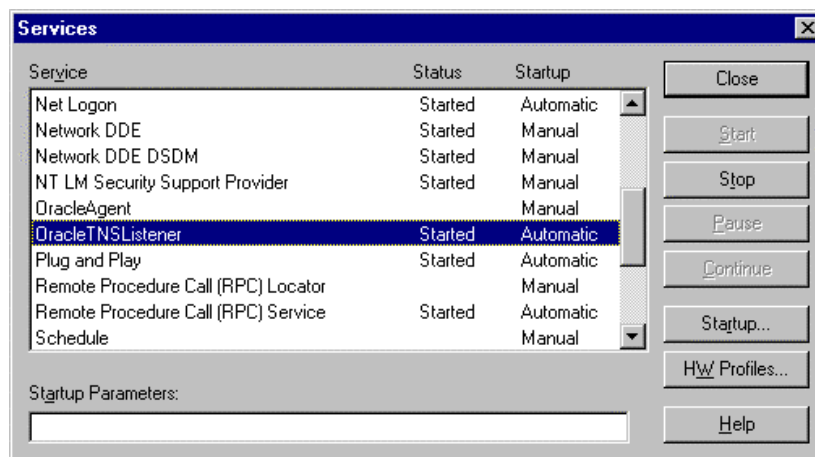 Services
Service Status Startup
Net Logon Started Automatic
Network DDE Started Manual
Network DDE DSDM Started Manual
NT LM Security Support Provider Started Manual
OracleAgent Manual
OracleTNSListener Started Automatic
Plug and Play Started Automatic
Remote Procedure Call (RPC) Locator Manual
Remote Procedure Call (RPC) Service Started Automatic
Schedule Manual
Startup Parameters:
Close
Start
Stop
Pause
Continue
Startup...
HW Profiles...
Help